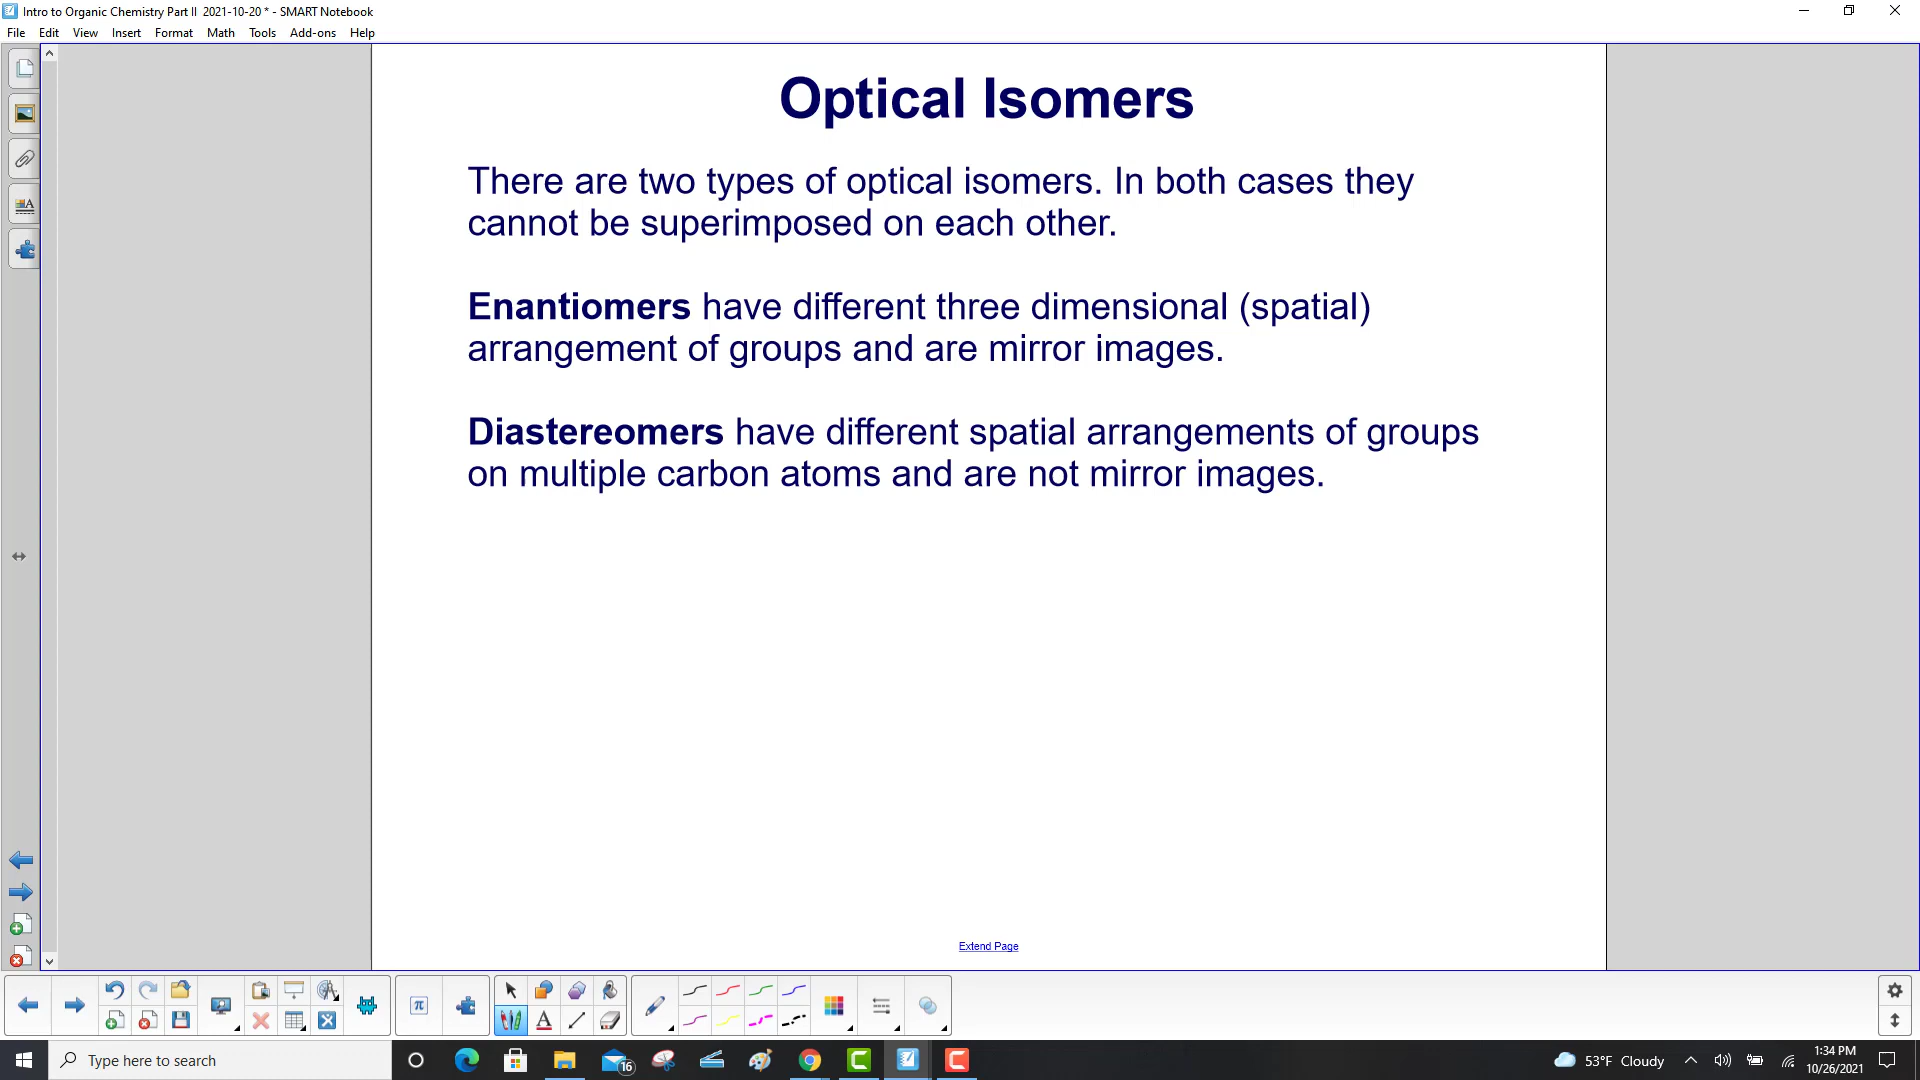 Intro to Organic Chemistry Part II 2021-10-20 * - SMART Notebook
File Edit View Insert Format Math Tools Add-ons Help
Optical Isomers
There are two types of optical isomers. In both cases they
cannot be superimposed on each other.
Enantiomers have different three dimensional (spatial)
arrangement of groups and are mirror images.
Diastereomers have different spatial arrangements of groups
on multiple carbon atoms and are not mirror images.
Extend Page
π
A
Type here to search
16
53°F Cloudy
1:34 PM
10/26/2021